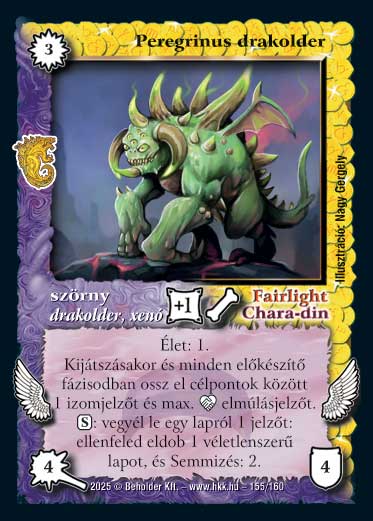 3
Peregrinus drakolder
Illusztráció: Nagy Gergely
szörny
drakolder, xenó
+1
Fairlight
Chara-din
Élet: 1.
Kijátszásakor és minden előkészítő
fázisodban ossz el célpontok között
1 izomjelzőt és max. elmúlásjelzőt.
S: vegyél le egy lapról 1 jelzőt:
ellenfeled eldob 1 véletlenszerű
lapot, és Semmizés: 2.
4
4
2025 © Beholder Kft. – www.hkk.hu – 155/160